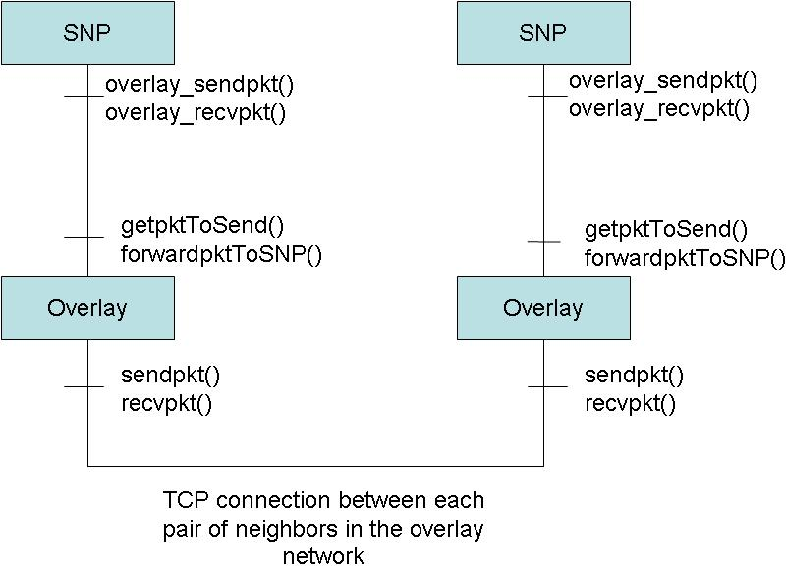 SNP
SNP
overlay_sendpkt()
overlay_recvpkt()
overlay_sendpkt()
overlay_recvpkt()
getpktToSend()
forwardpktToSNP()
getpktToSend()
forwardpktToSNP()
Overlay
Overlay
sendpkt()
recvpkt()
sendpkt()
recvpkt()
TCP connection between each
pair of neighbors in the overlay
network